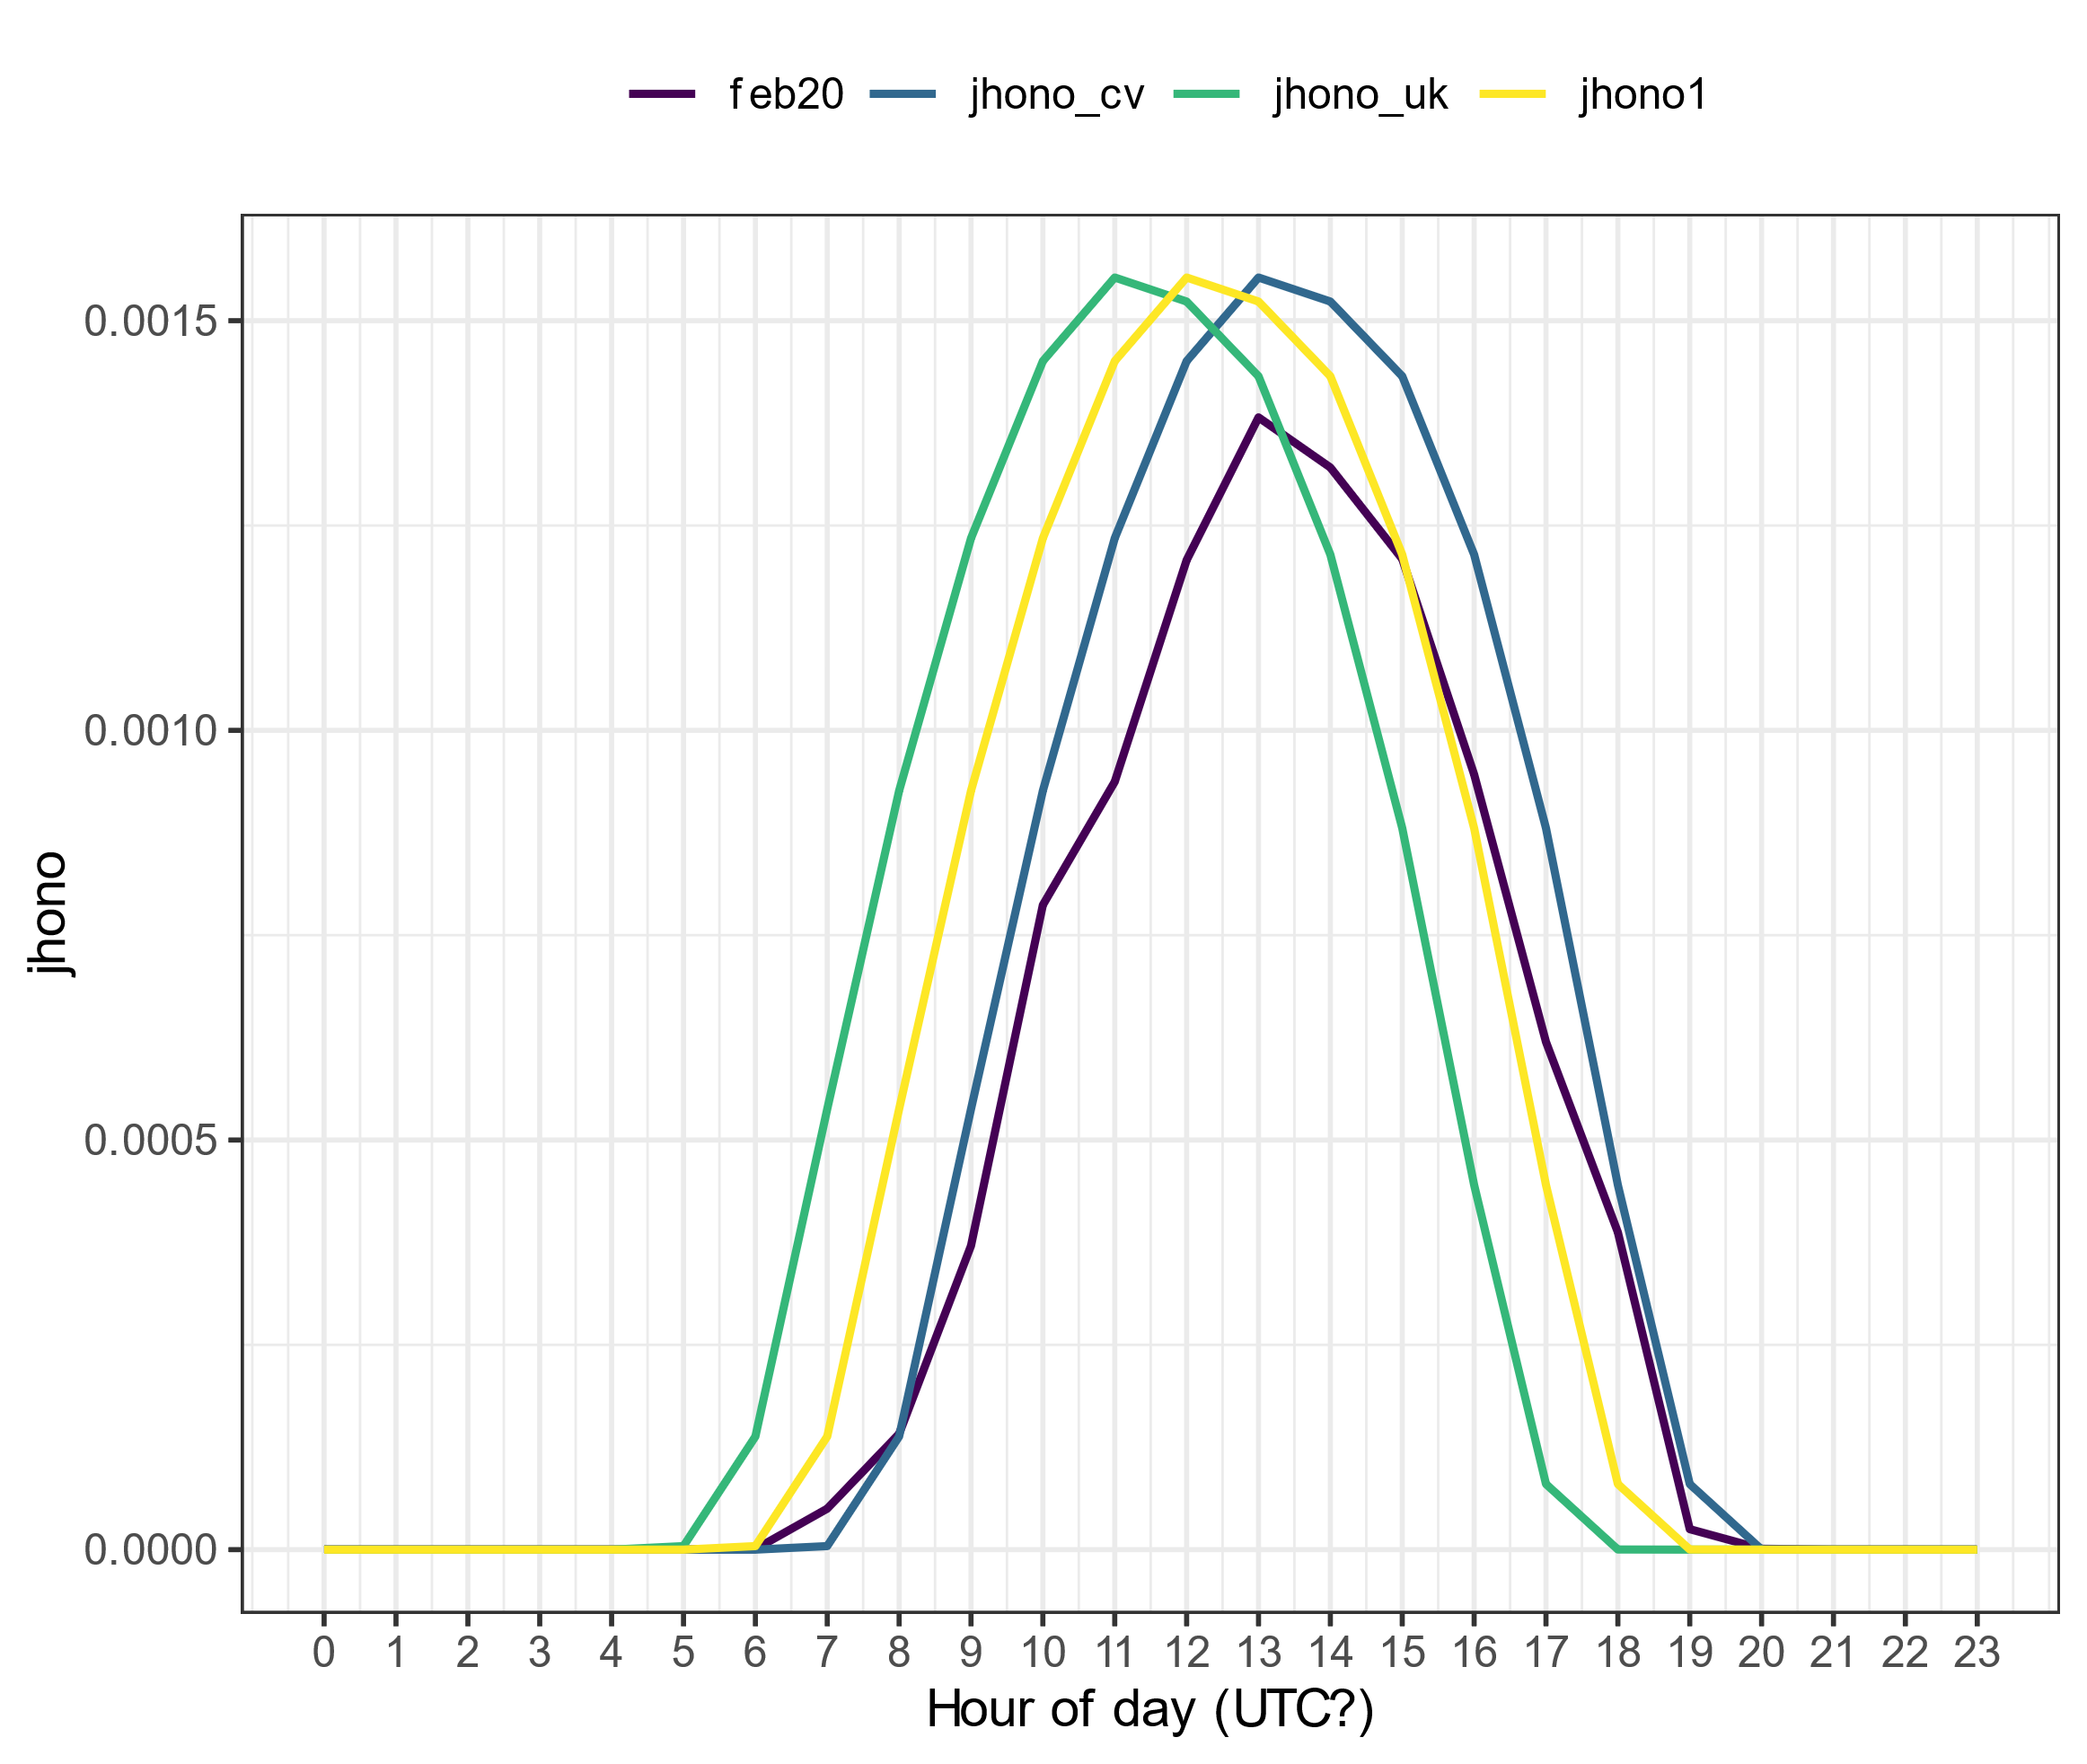 feb20 jhono_cv jhono_uk jhono1
0.0015
0.0010
0.0005
0.0000
jhono
0 1 2 3 4 5 6 7 8 9 10 11 12 13 14 15 16 17 18 19 20 21 22 23
Hour of day (UTC?)